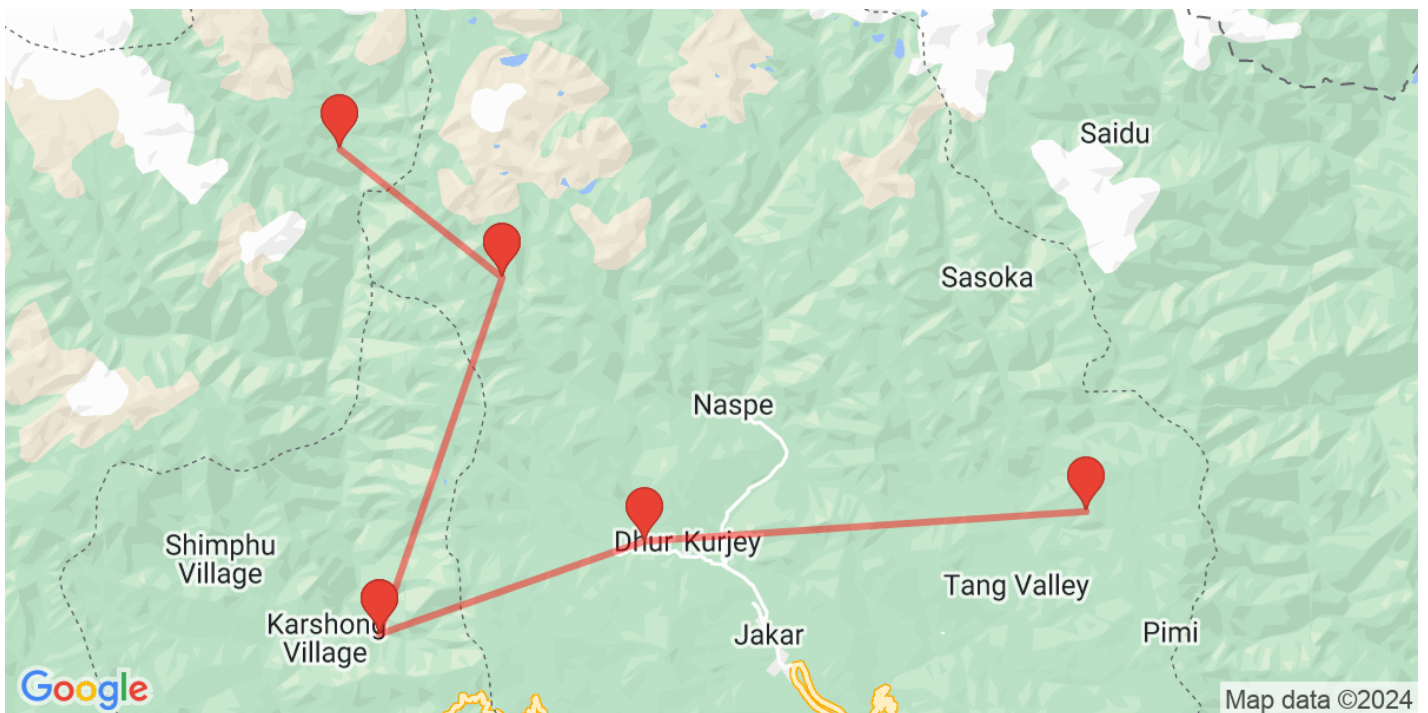 Saidu
Sasoka
Naspe
Dhur Kurjey
Shimphu
Village
Tang Valley
Karshong
Village
Jakar
Pimi
Google
Map data ©2024